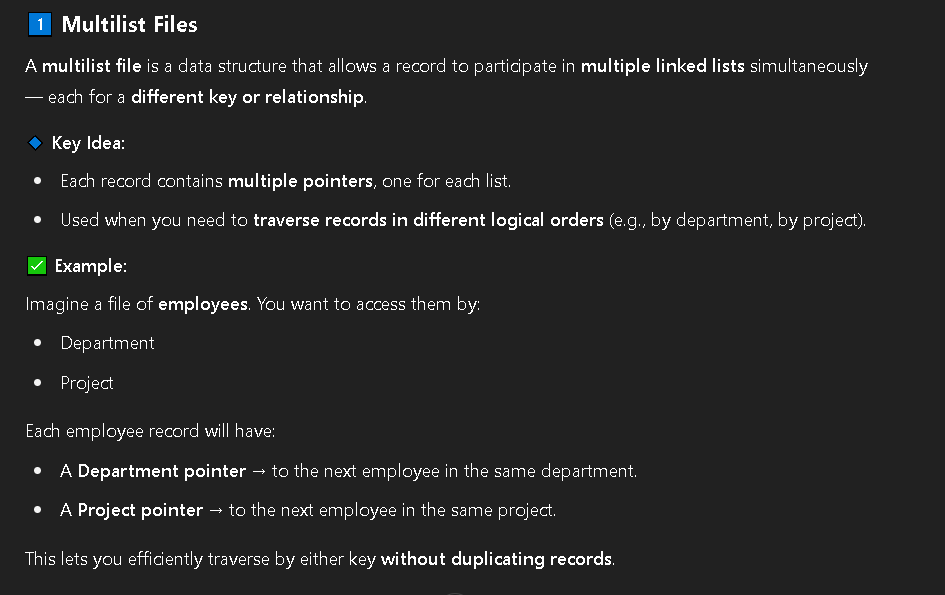 1 Multilist Files
A multilist file is a data structure that allows a record to participate in multiple linked lists simultaneously
— each for a different key or relationship.
Key Idea:
• Each record contains multiple pointers, one for each list.
• Used when you need to traverse records in different logical orders (e.g., by department, by project).
Example:
Imagine a file of employees. You want to access them by:
• Department
• Project
Each employee record will have:
• A Department pointer → to the next employee in the same department.
• A Project pointer → to the next employee in the same project.
This lets you efficiently traverse by either key without duplicating records.